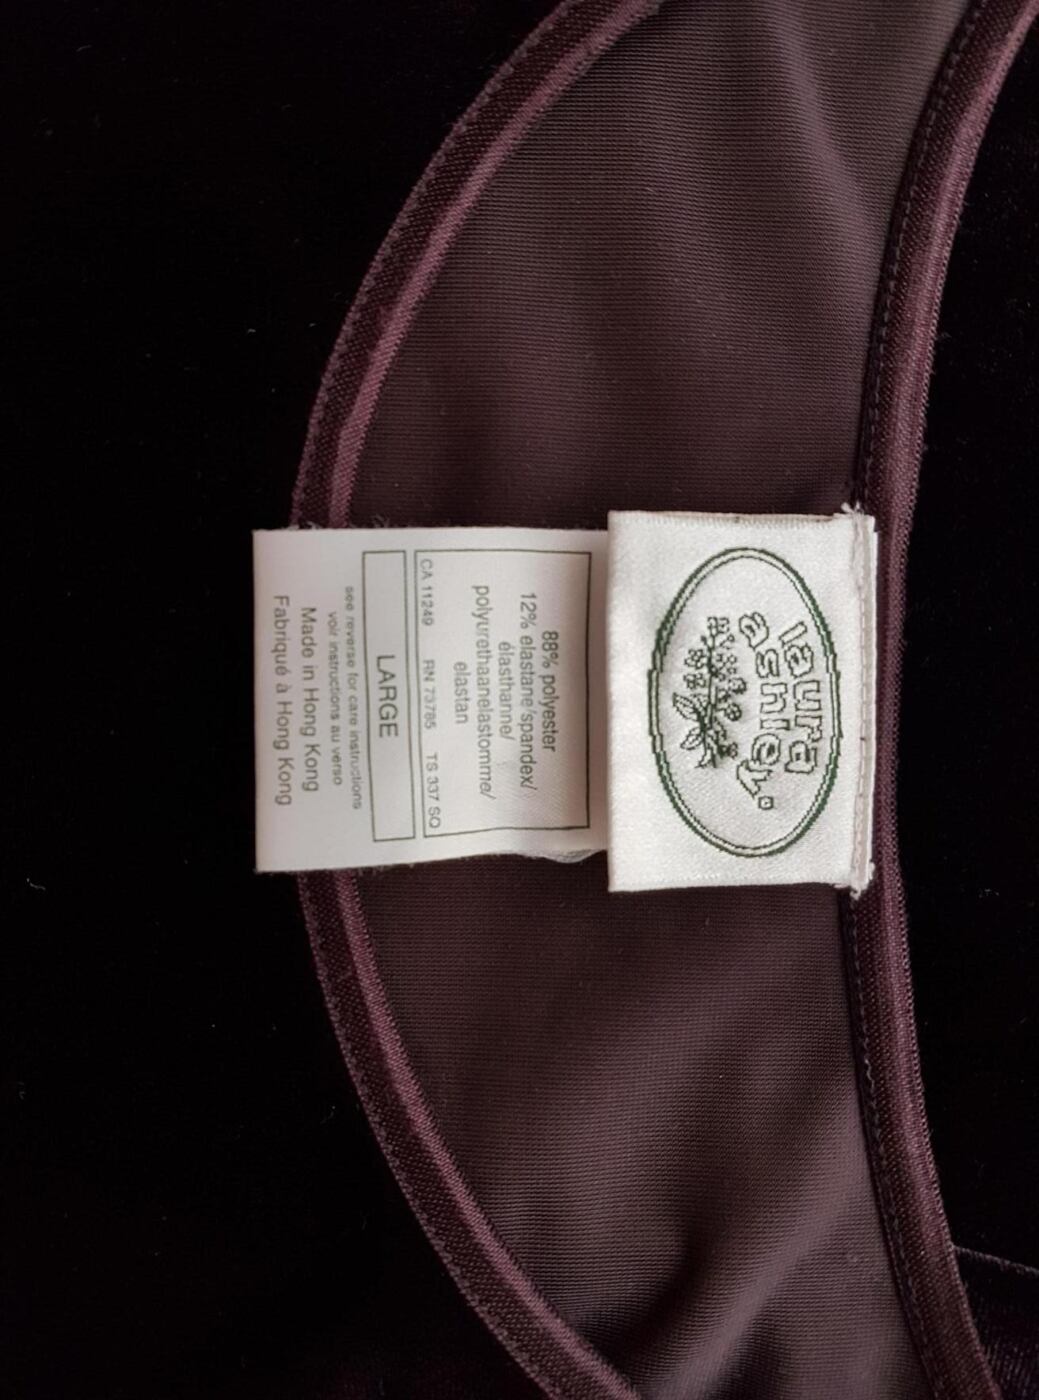 laura
ashley.
88% polyester
12% elastane/spandex/
élasthanne/
polyurethaanelastomme/
elastan
CA 11249 RN 73785 TS 337 SO
LARGE
see reverse for care instructions
voir instructions au verso
Made in Hong Kong
Fabriqué à Hong Kong